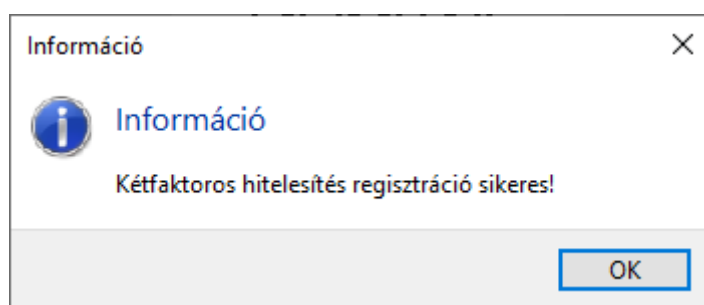 Információ
Információ
Kétfaktoros hitelesítés regisztráció sikeres!
OK